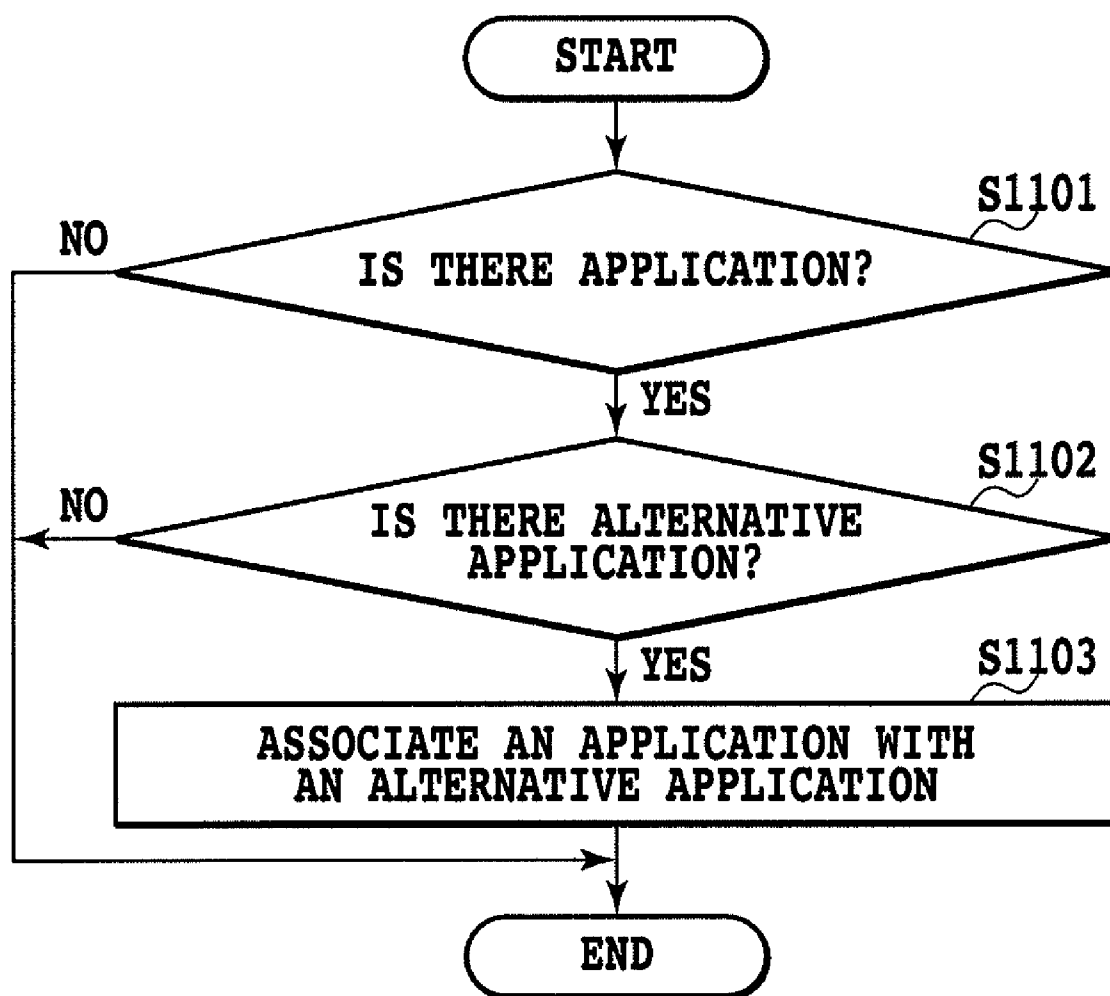 START
S1101
NO
IS THERE APPLICATION?
YES
S1102
NO
IS THERE ALTERNATIVE
APPLICATION?
YES
S1103
ASSOCIATE AN APPLICATION WITH
AN ALTERNATIVE APPLICATION
END